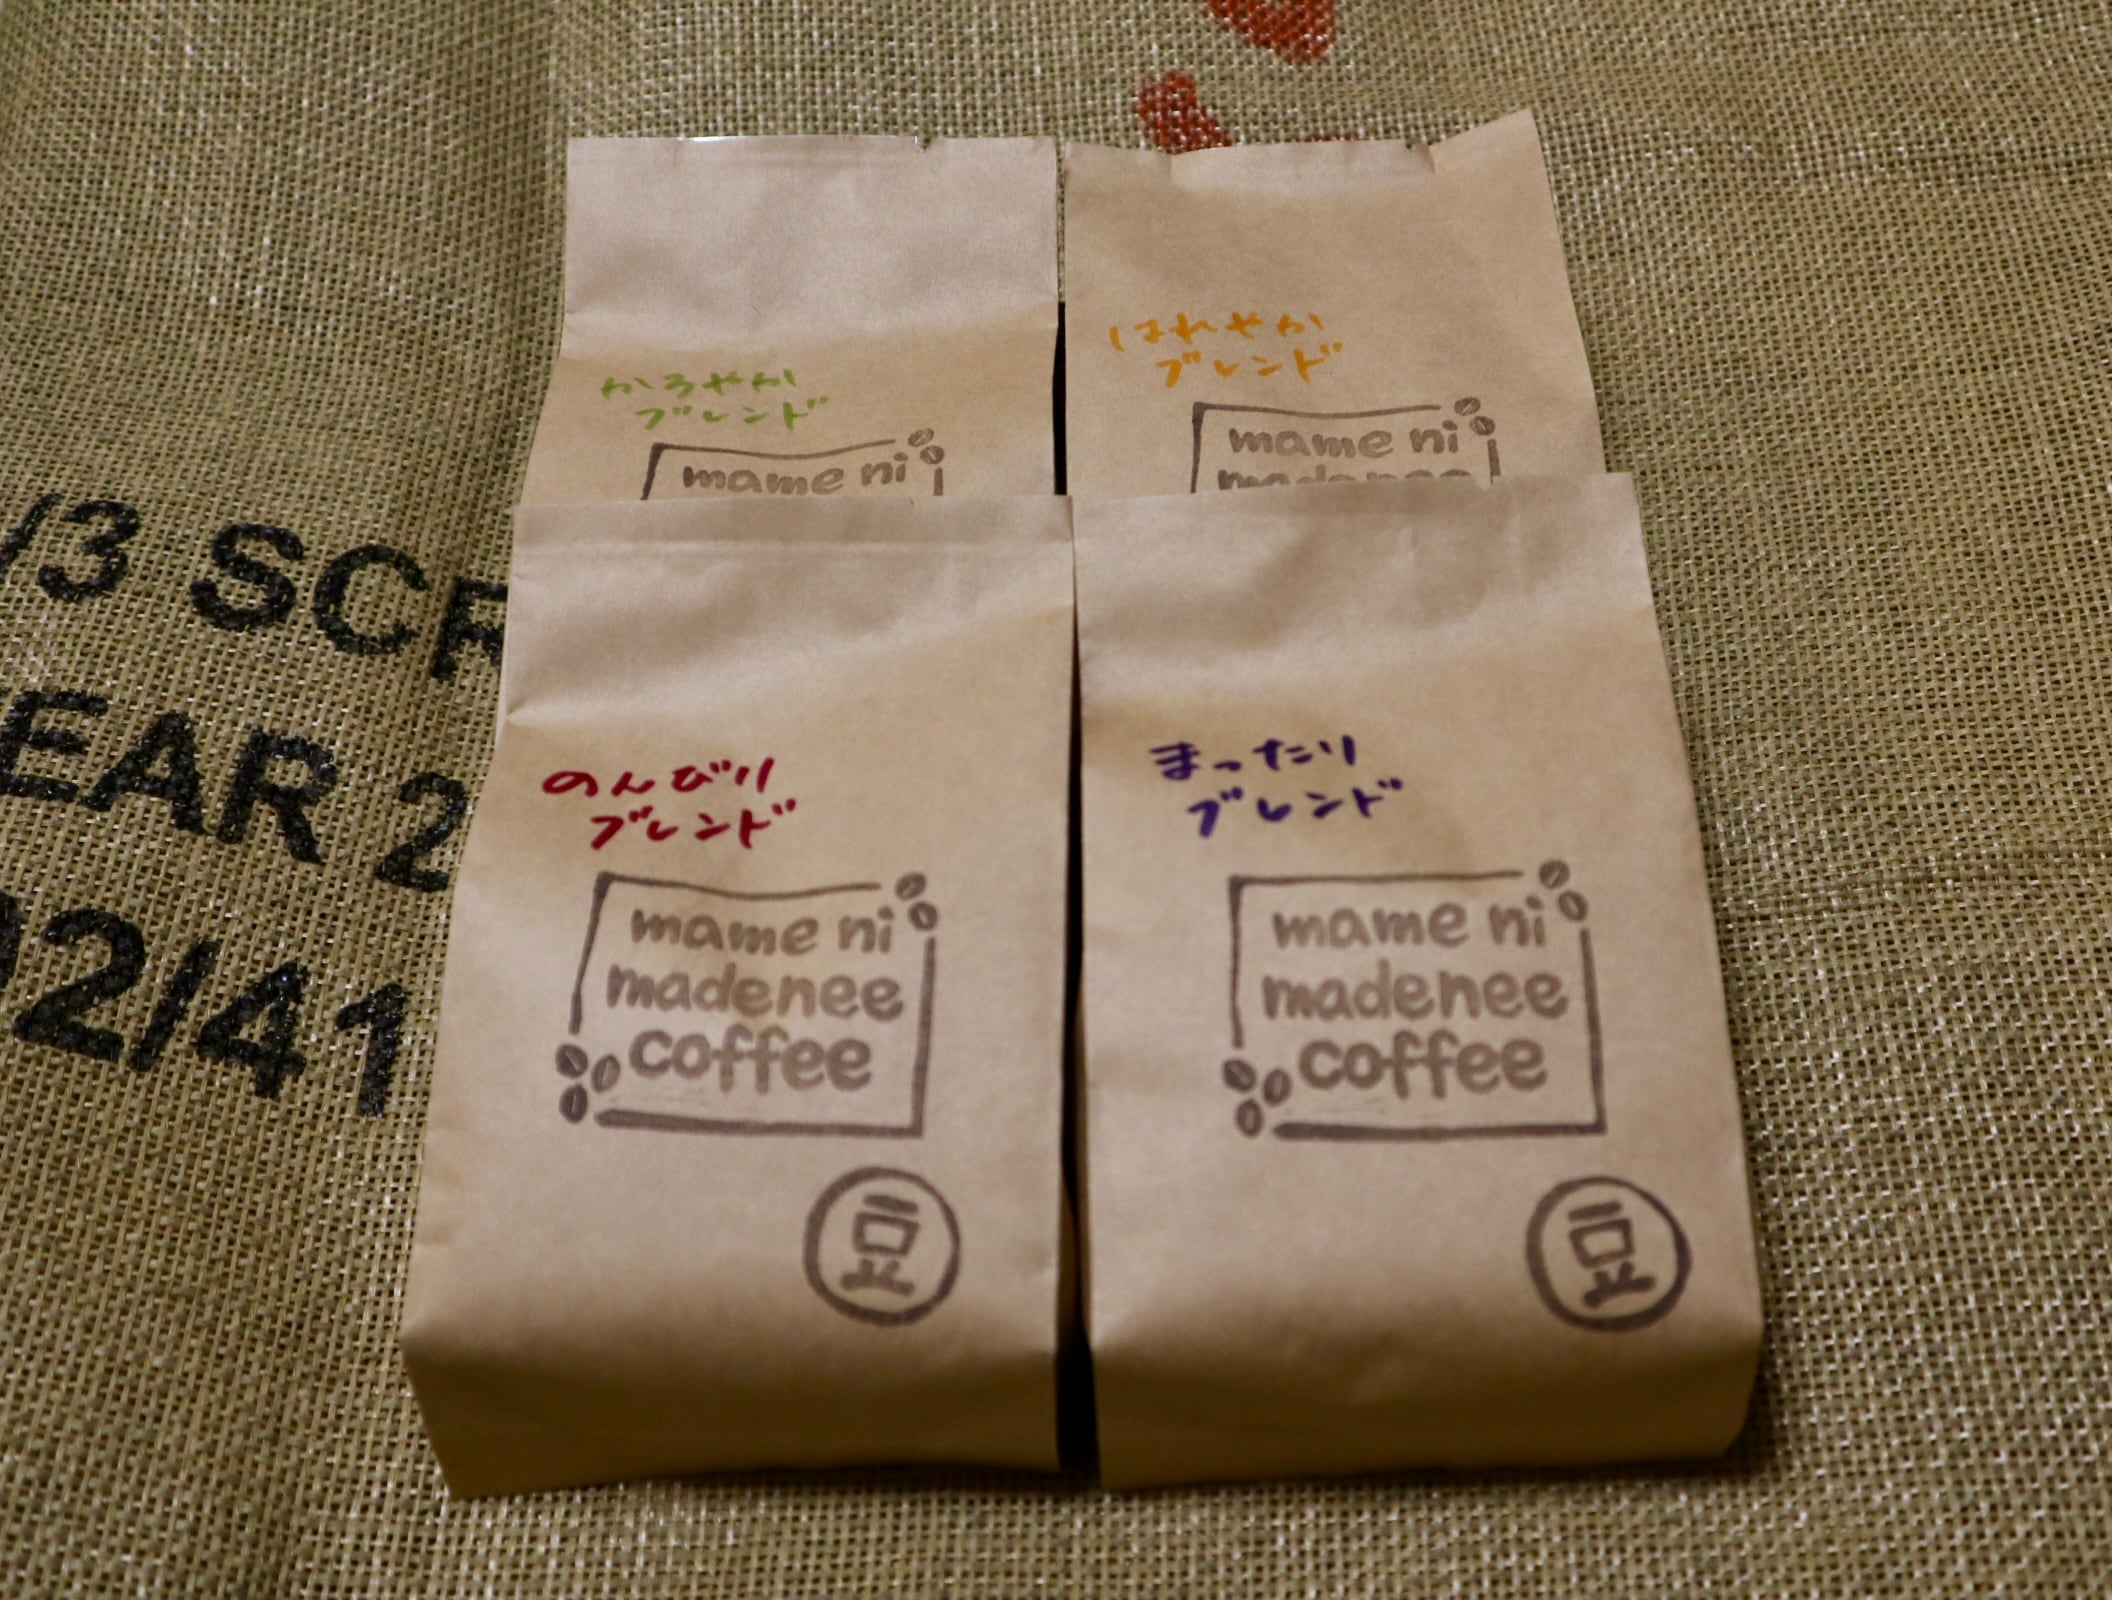 かろやか
ブレンド
mame ni
はれやか
ブレンド
mame ni
madenee
/3 SCR
EAR 2
02/41
のんびり
ブレンド
mame ni
madenee
coffee
豆
まったり
ブレンド
mame ni
madenee
coffee
豆